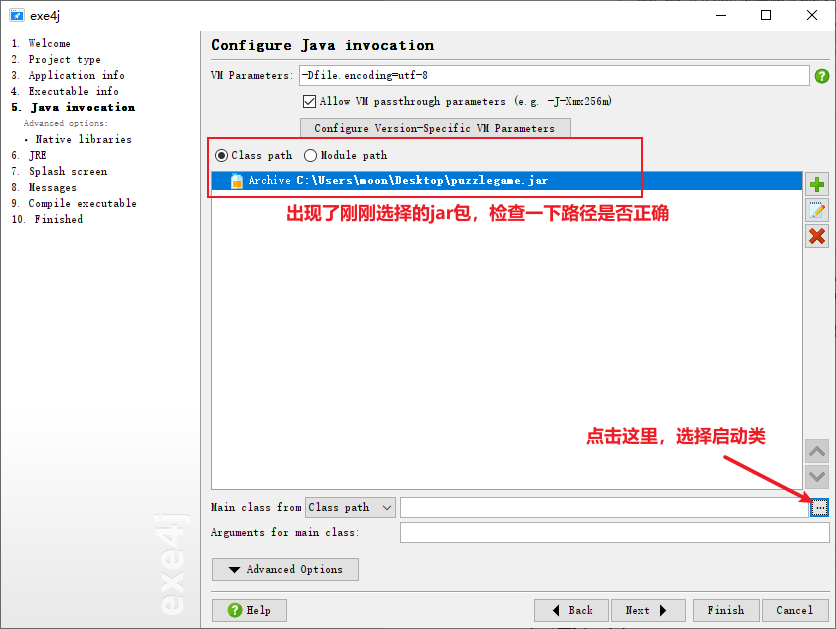 exe4j
1. Welcome
2. Project type
3. Application info
4. Executable info
5. Java invocation
Advanced options:
· Native libraries
6. JRE
7. Splash screen
8. Messages
9. Compile executable
10. Finished
exe4j
Configure Java invocation
VM Parameters: -Dfile.encoding=utf-8
Allow VM passthrough parameters (e.g. -J-Xmx256m)
Configure Version-Specific VM Parameters
Class path Module path
Archive C:\Users\moon\Desktop\puzzlegame.jar
出现了刚刚选择的jar包，检查一下路径是否正确
点击这里，选择启动类
Main class from Class path ...
Arguments for main class:
Advanced Options
Help Back Next Finish Cancel